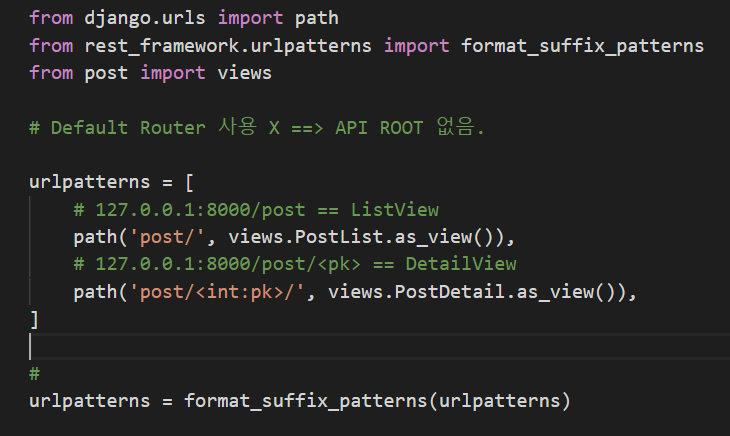 from django.urls import path
from rest_framework.urlpatterns import format_suffix_patterns
from post import views
# Default Router 사용 X ==> API ROOT 없음.
urlpatterns = [
    # 127.0.0.1:8000/post == ListView
    path('post/', views.PostList.as_view()),
    # 127.0.0.1:8000/post/<pk> == DetailView
    path('post/<int:pk>/', views.PostDetail.as_view()),
]
#
urlpatterns = format_suffix_patterns(urlpatterns)